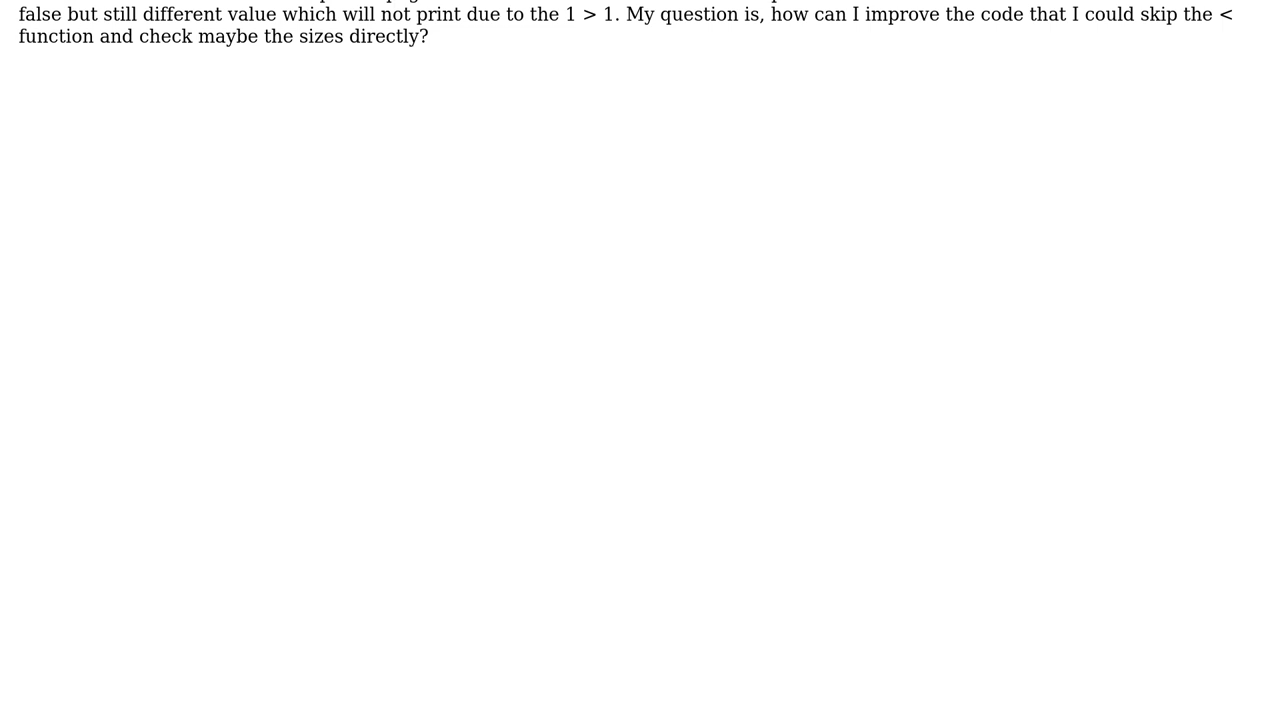 false but still different value which will not print due to the 1 > 1. My question is, how can I improve the code that I could skip the <
function and check maybe the sizes directly?